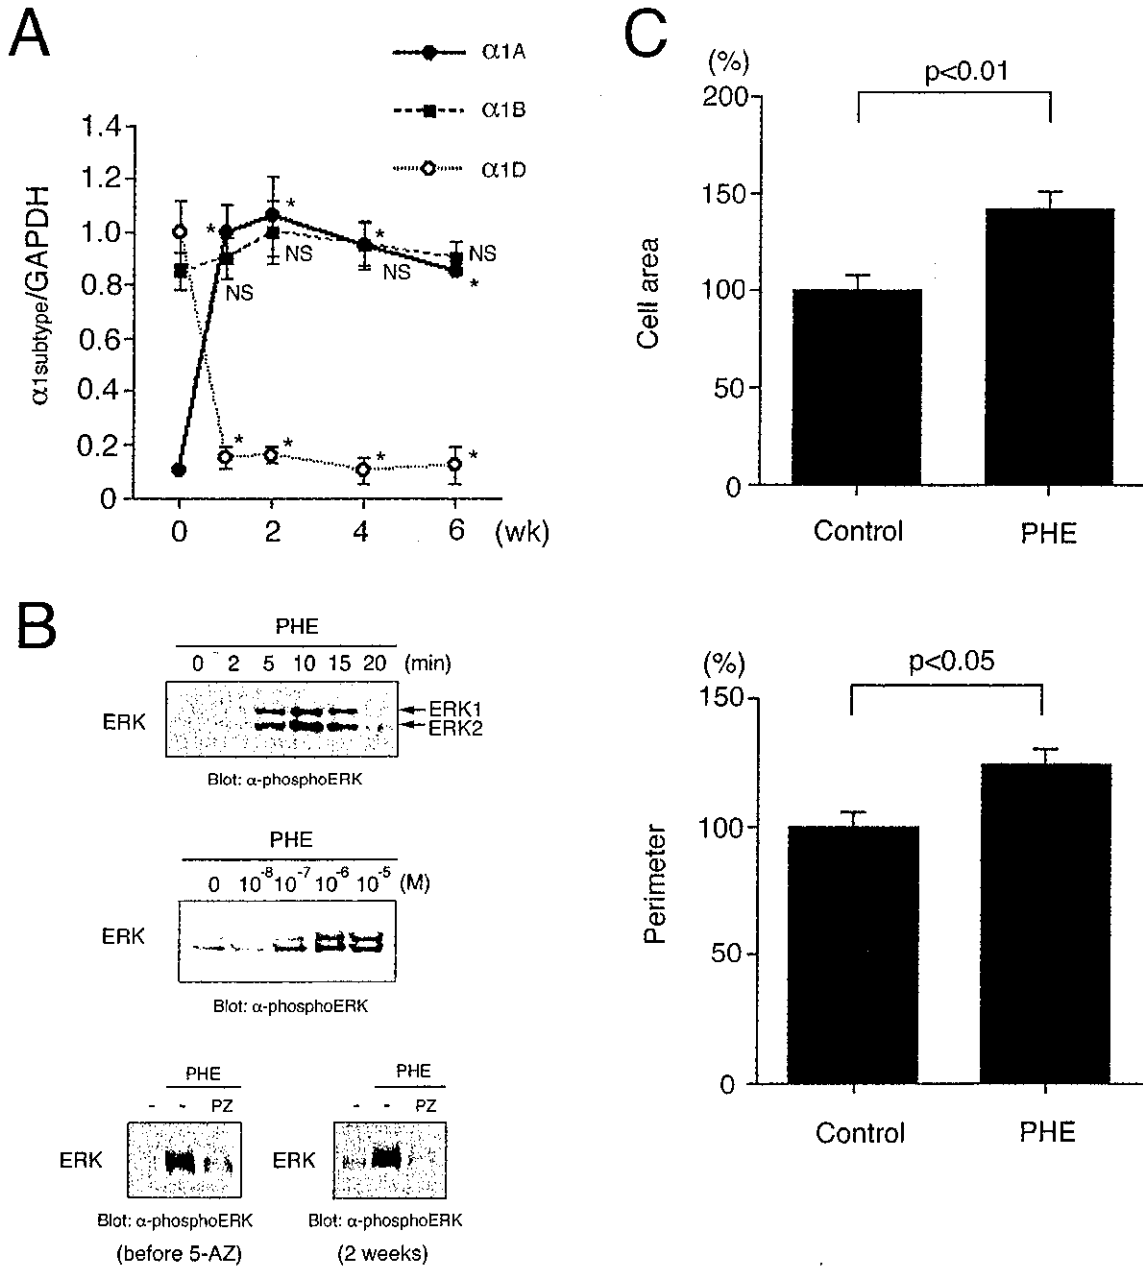 A
α1A
α1B
α1D
α1subtype/GAPDH
1.4
1.2
1.0
0.8
0.6
0.4
0.2
0
* * * *
NS NS NS NS
* * * *
0 2 4 6 (wk)
B
PHE
0 2 5 10 15 20 (min)
ERK
ERK1
ERK2
Blot: α-phosphoERK
PHE
0 10⁻⁸ 10⁻⁷ 10⁻⁶ 10⁻⁵ (M)
ERK
Blot: α-phosphoERK
PHE
- - PZ
ERK
Blot: α-phosphoERK
(before 5-AZ)
PHE
- - PZ
ERK
Blot: α-phosphoERK
(2 weeks)
C
(%)
p<0.01
Cell area
200
150
100
50
0
Control PHE
(%)
p<0.05
Perimeter
150
100
50
0
Control PHE